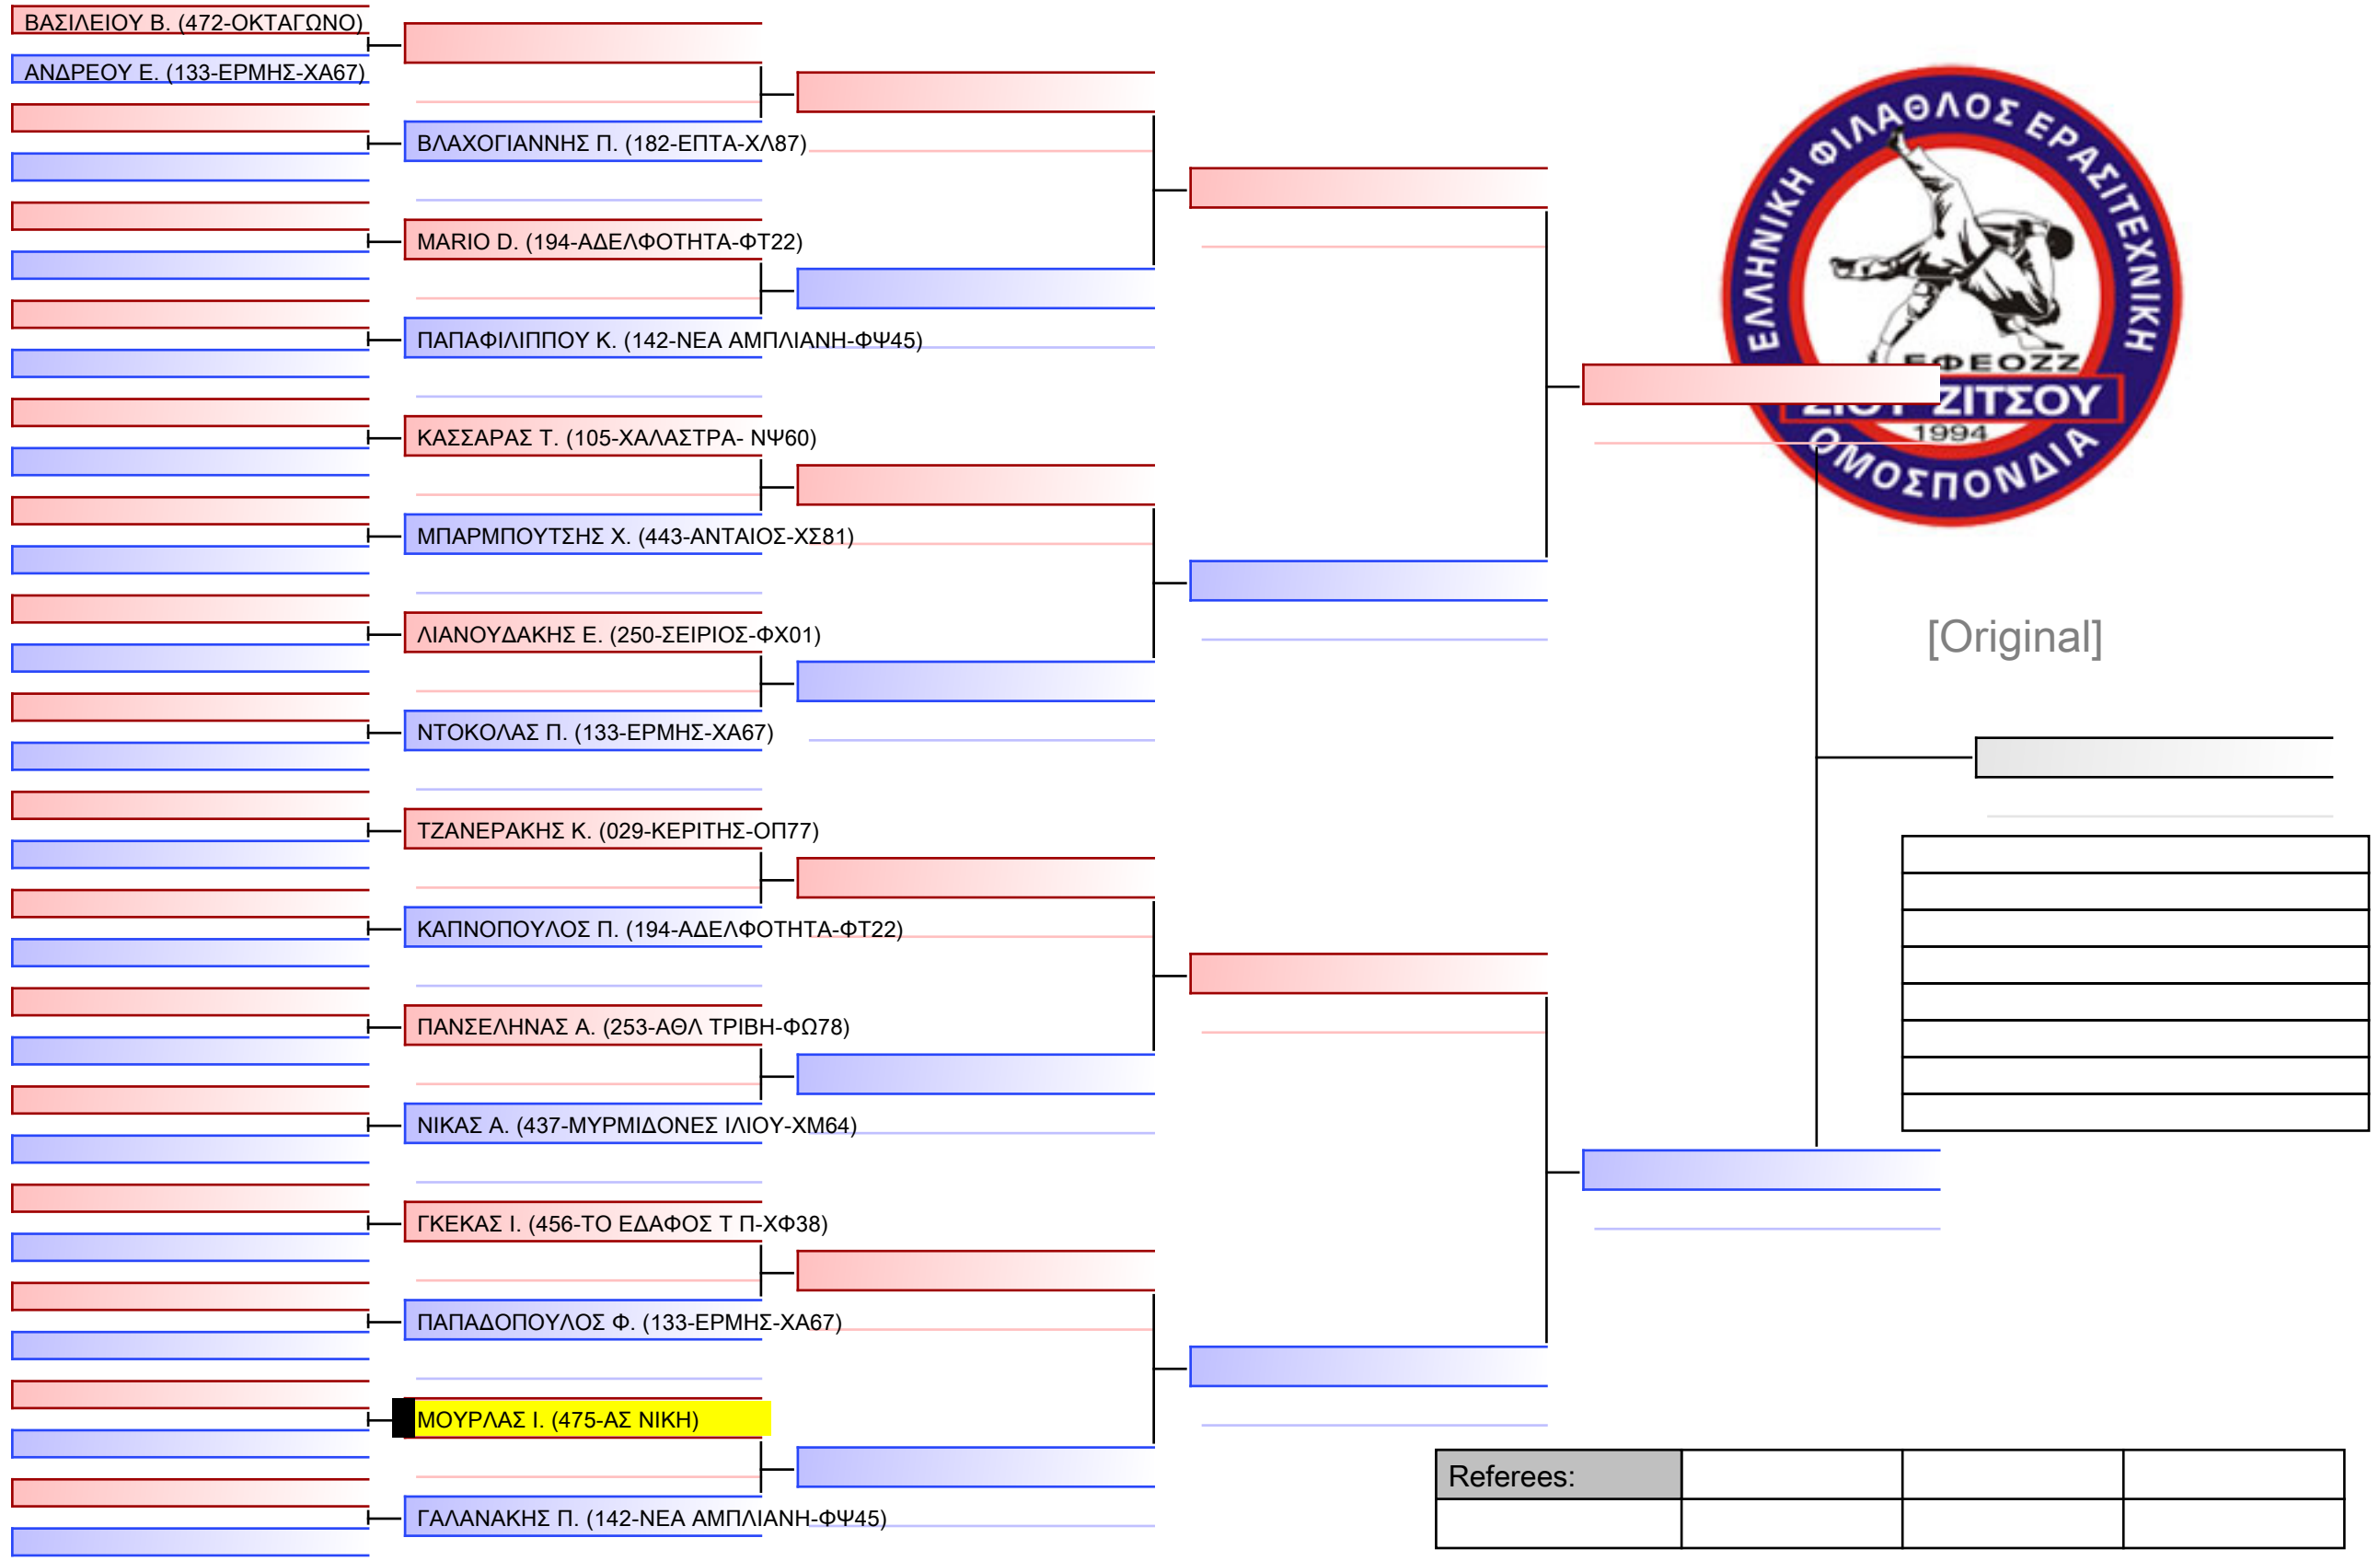 ΒΑΣΙΛΕΙΟΥ Β. (472-ΟΚΤΑΓΩΝΟ)
ΑΝΔΡΕΟΥ Ε. (133-ΕΡΜΗΣ-ΧΑ67)
ΒΛΑΧΟΓΙΑΝΝΗΣ Π. (182-ΕΠΤΑ-ΧΛ87)
MARIO D. (194-ΑΔΕΛΦΟΤΗΤΑ-ΦΤ22)
ΠΑΠΑΦΙΛΙΠΠΟΥ Κ. (142-ΝΕΑ ΑΜΠΛΙΑΝΗ-ΦΨ45)
ΚΑΣΣΑΡΑΣ Τ. (105-ΧΑΛΑΣΤΡΑ- ΝΨ60)
ΜΠΑΡΜΠΟΥΤΣΗΣ Χ. (443-ΑΝΤΑΙΟΣ-ΧΣ81)
ΛΙΑΝΟΥΔΑΚΗΣ Ε. (250-ΣΕΙΡΙΟΣ-ΦΧ01)
ΝΤΟΚΟΛΑΣ Π. (133-ΕΡΜΗΣ-ΧΑ67)
ΤΖΑΝΕΡΑΚΗΣ Κ. (029-ΚΕΡΙΤΗΣ-ΟΠ77)
ΚΑΠΝΟΠΟΥΛΟΣ Π. (194-ΑΔΕΛΦΟΤΗΤΑ-ΦΤ22)
ΠΑΝΣΕΛΗΝΑΣ Α. (253-ΑΘΛ ΤΡΙΒΗ-ΦΩ78)
ΝΙΚΑΣ Α. (437-ΜΥΡΜΙΔΟΝΕΣ ΙΛΙΟΥ-ΧΜ64)
ΓΚΕΚΑΣ Ι. (456-ΤΟ ΕΔΑΦΟΣ Τ Π-ΧΦ38)
ΠΑΠΑΔΟΠΟΥΛΟΣ Φ. (133-ΕΡΜΗΣ-ΧΑ67)
ΜΟΥΡΛΑΣ Ι. (475-ΑΣ ΝΙΚΗ)
ΓΑΛΑΝΑΚΗΣ Π. (142-ΝΕΑ ΑΜΠΛΙΑΝΗ-ΦΨ45)
ΕΛΛΗΝΙΚΗ ΦΙΛΑΘΛΟΣ ΕΡΑΣΙΤΕΧΝΙΚΗ
ΕΦΕΟΖΖ
ΖΙΤΣΟΥ
1994
ΟΜΟΣΠΟΝΔΙΑ
[Original]
Referees: